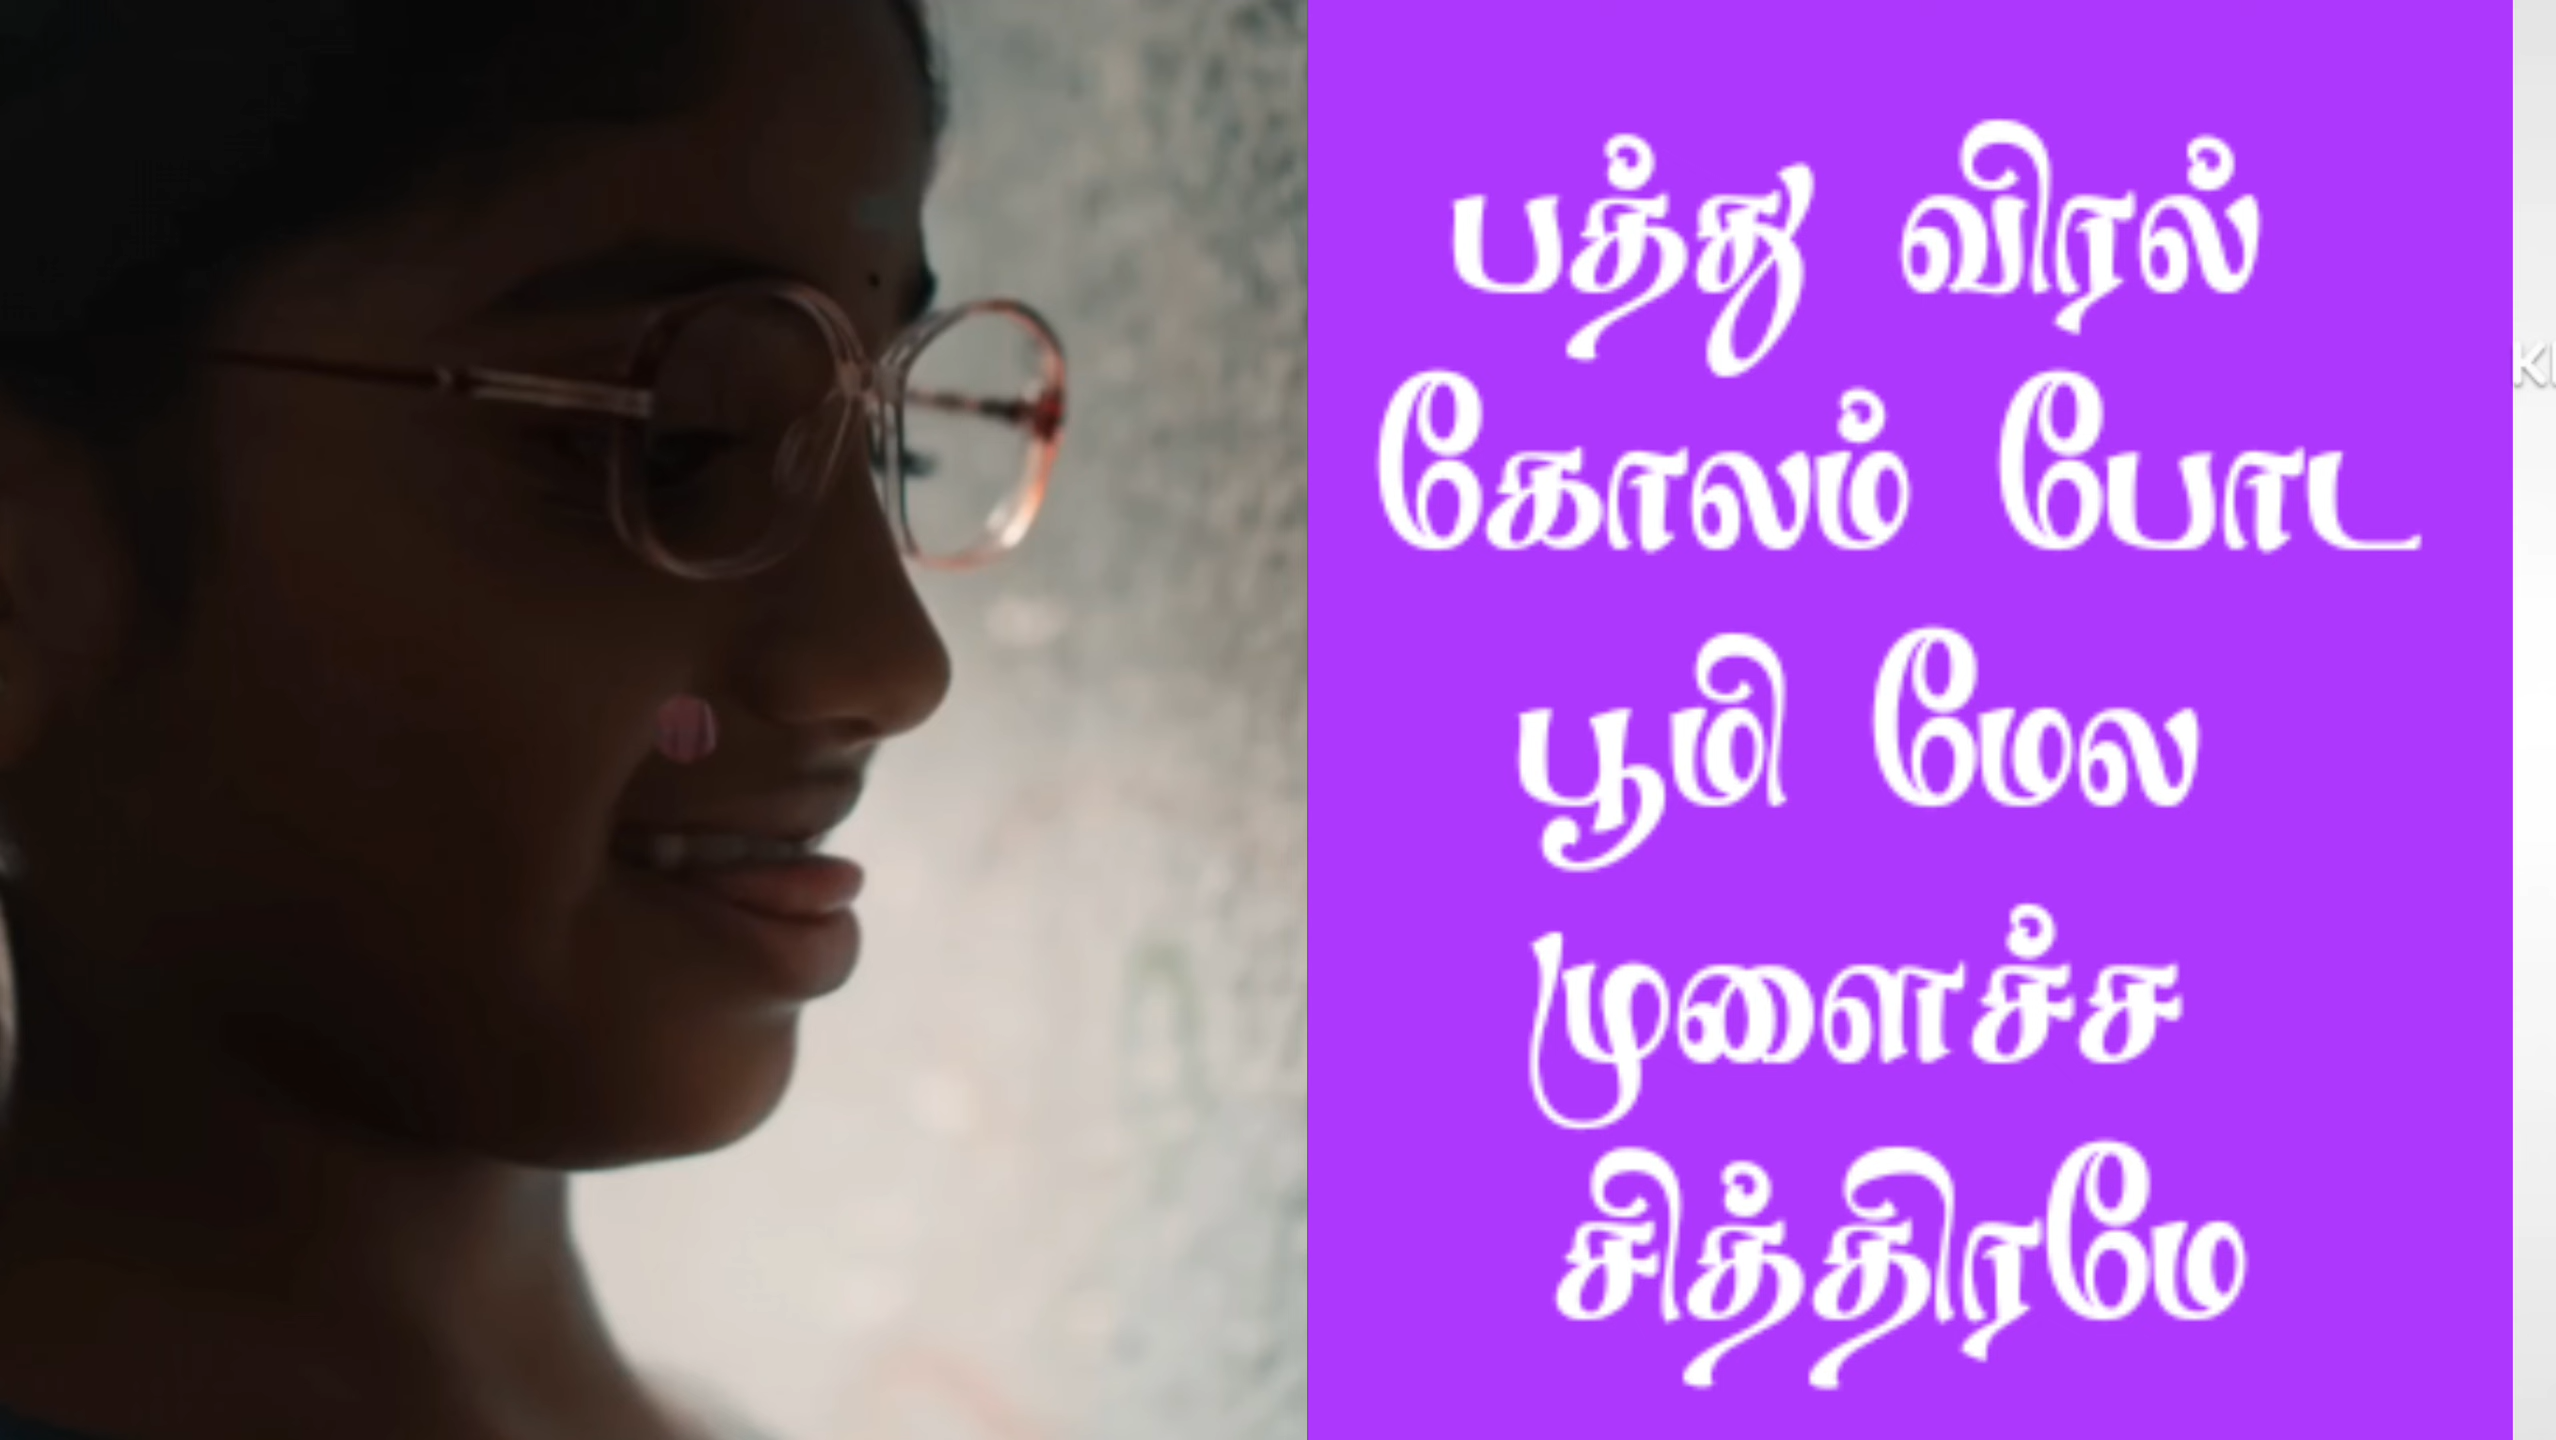 பத்து விரல்
கோலம் போட
பூமி மேல
முளைச்ச
சித்திரமே